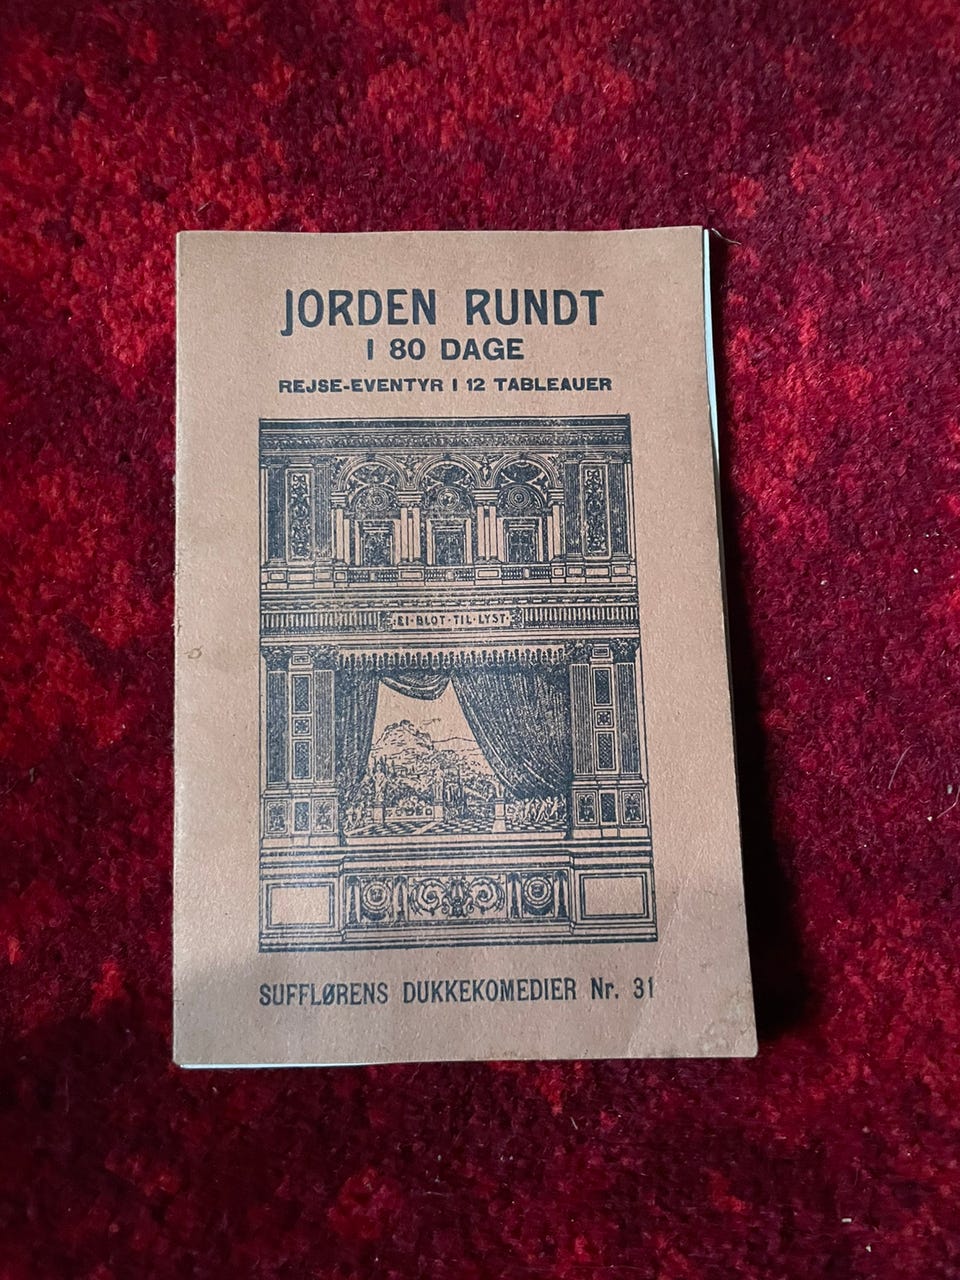 JORDEN RUNDT
I 80 DAGE
REJSE-EVENTYR I 12 TABLEAUER
EI·BLOT·TIL·LYST·
SUFFLØRENS DUKKEKOMEDIER Nr. 31